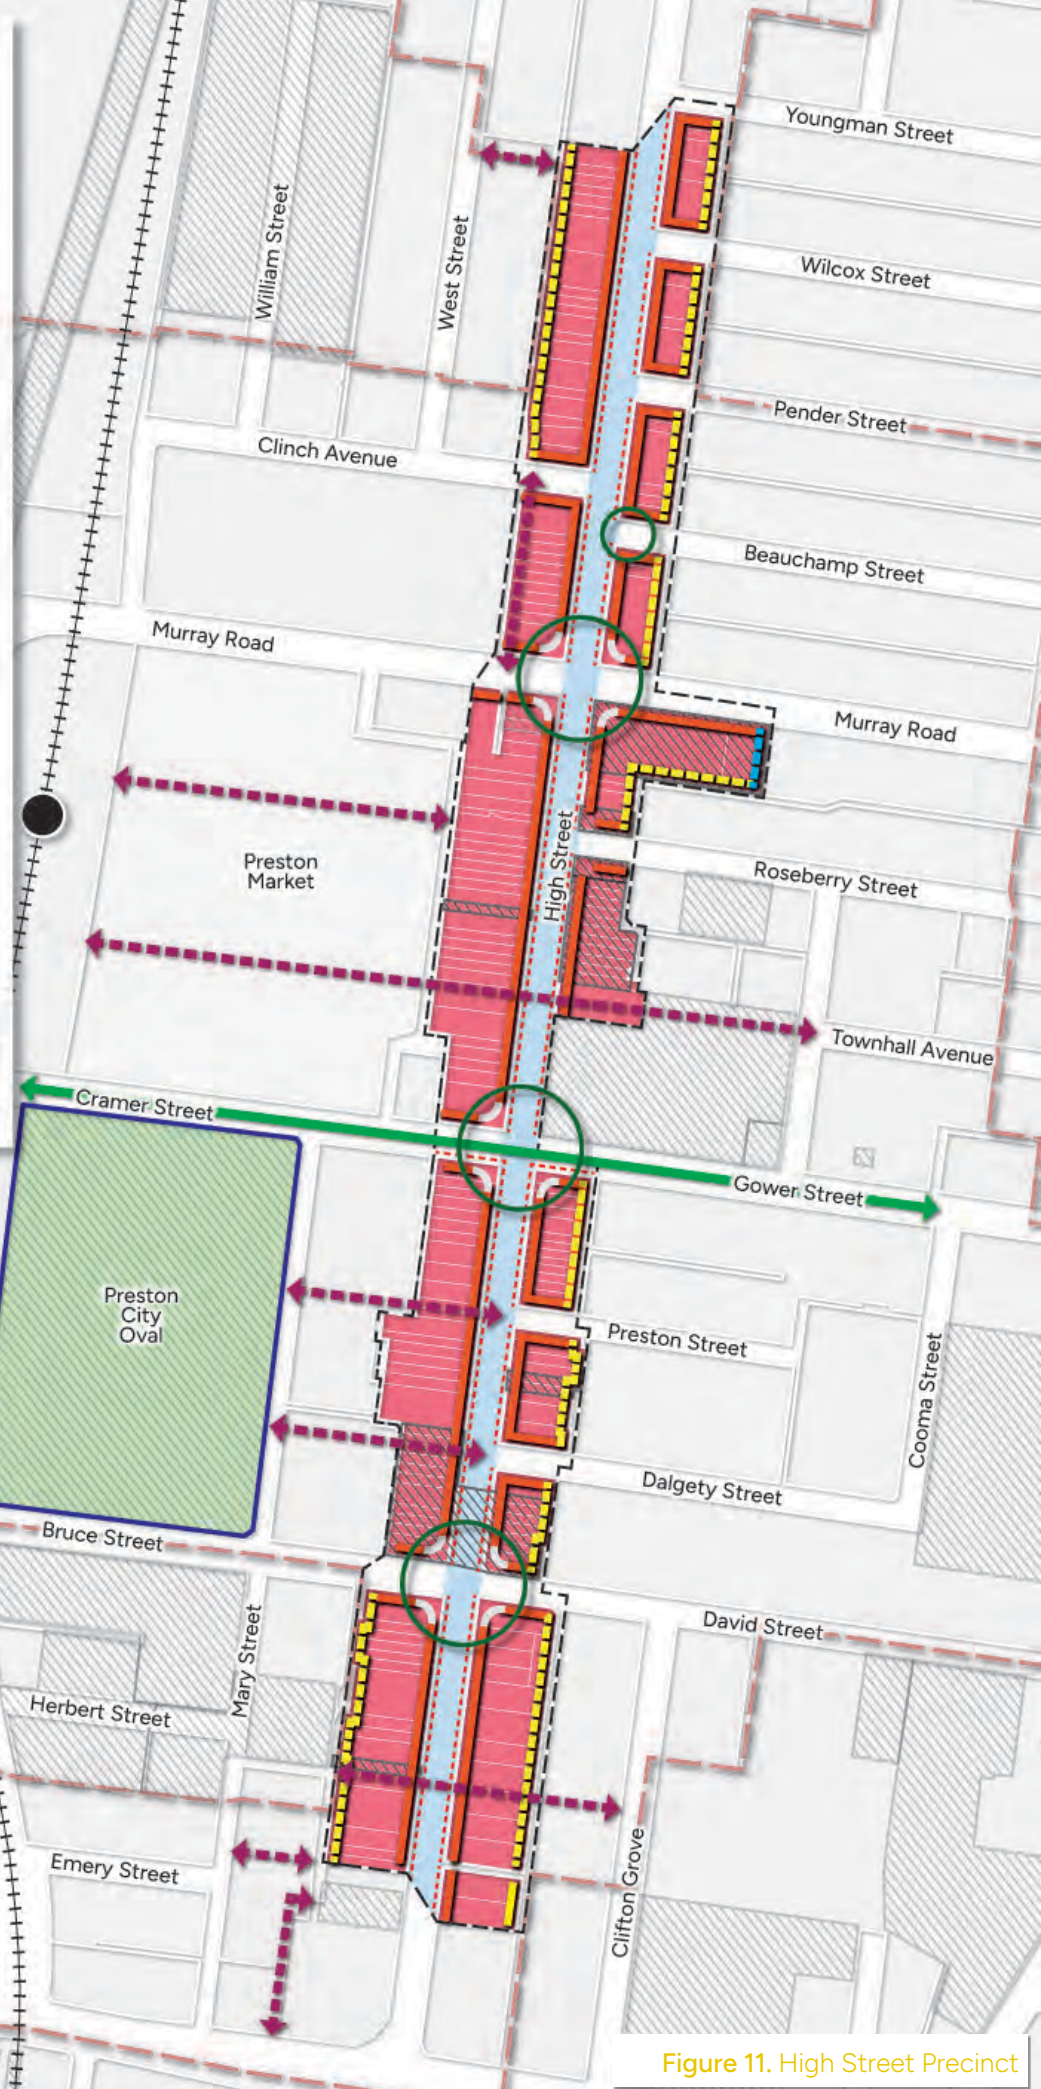 Youngman Street
William Street
West Street
Wilcox Street
Pender Street
Clinch Avenue
Beauchamp Street
Murray Road
Murray Road
High Street
Preston
Market
Roseberry Street
Townhall Avenue
Cramer Street
Gower Street
Preston
City
Oval
Preston Street
Cooma Street
Dalgety Street
Bruce Street
Mary Street
David Street
Herbert Street
Emery Street
Clifton Grove
Figure 11. High Street Precinct